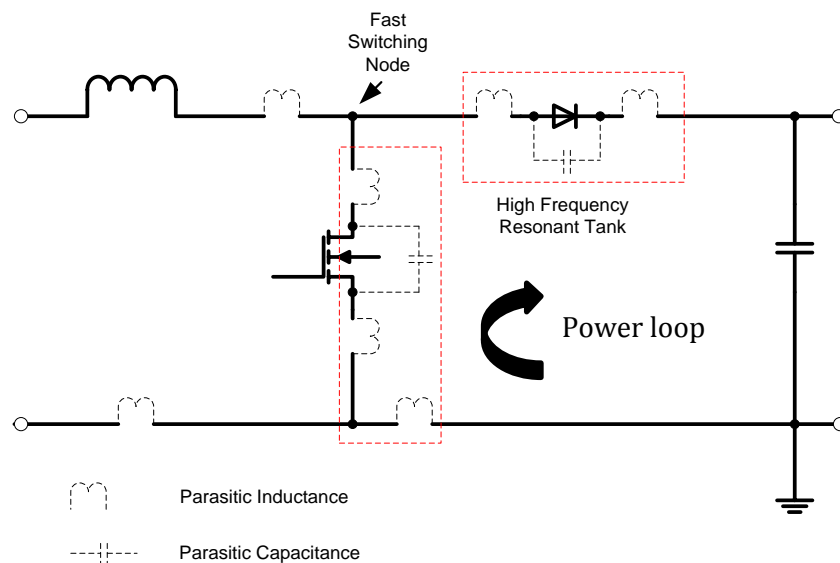 Fast
Switching
Node
High Frequency
Resonant Tank
Power loop
Parasitic Inductance
Parasitic Capacitance